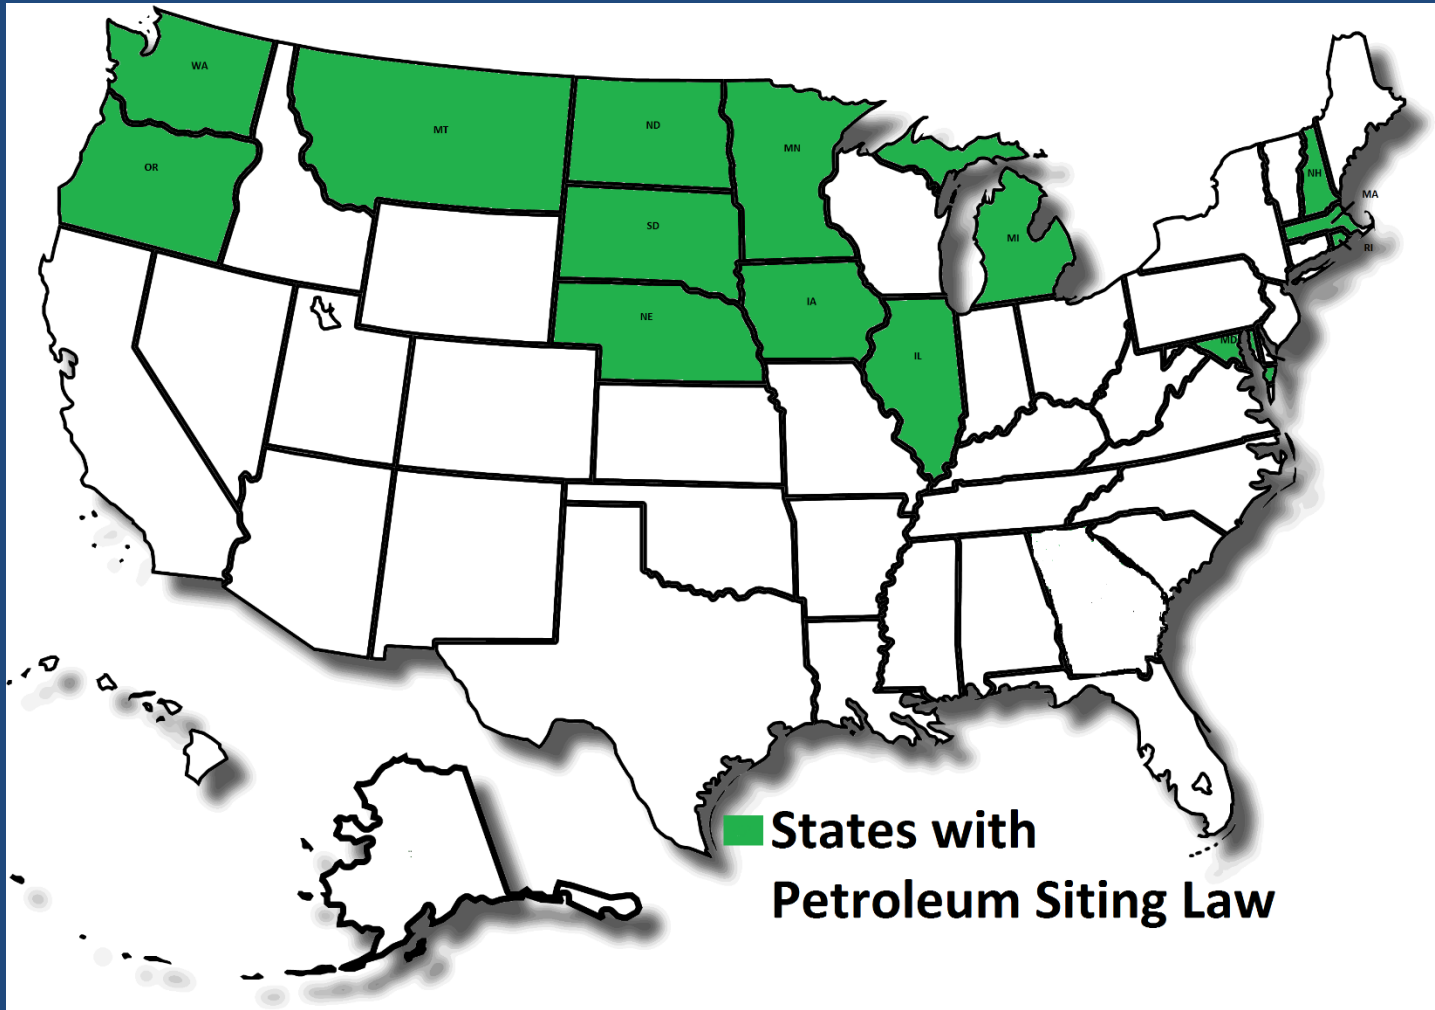 WA
MT
ND
MN
OR
NH
MA
SD
MI
RI
IA
NE
MD
IL
States with
Petroleum Siting Law